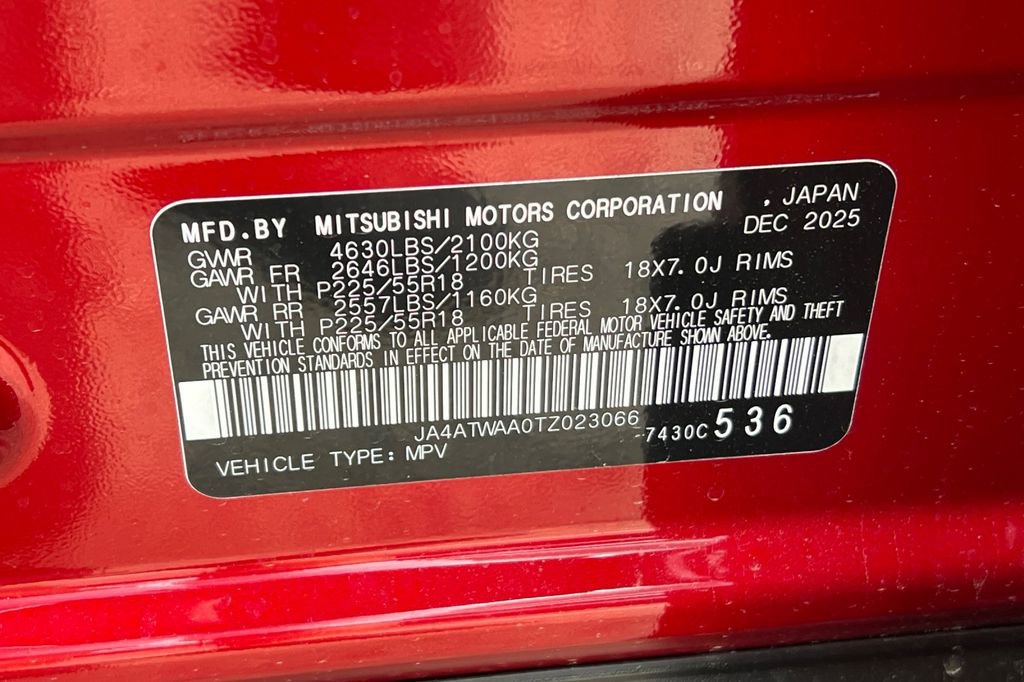 MFD.BY MITSUBISHI MOTORS CORPORATION , JAPAN
GVWR 4630LBS/2100KG DEC 2025
GAWR FR 2646LBS/1200KG
WITH P225/55R18 TIRES 18X7.0J RIMS
GAWR RR 2557LBS/1160KG
WITH P225/55R18 TIRES 18X7.0J RIMS
THIS VEHICLE CONFORMS TO ALL APPLICABLE FEDERAL MOTOR VEHICLE SAFETY AND THEFT
PREVENTION STANDARDS IN EFFECT ON THE DATE OF MANUFACTURE SHOWN ABOVE.
JA4ATWAA0TZ023066 -7430C 536
VEHICLE TYPE: MPV